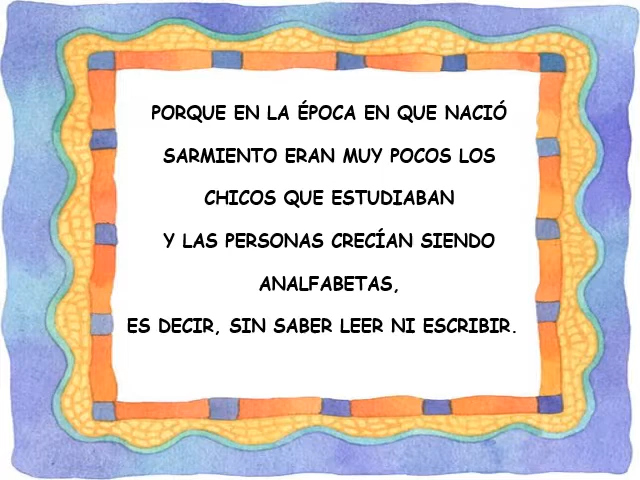 PORQUE EN LA ÉPOCA EN QUE NACIÓ
SARMIENTO ERAN MUY POCOS LOS
CHICOS QUE ESTUDIABAN
Y LAS PERSONAS CRECÍAN SIENDO
ANALFABETAS,
ES DECIR, SIN SABER LEER NI ESCRIBIR.